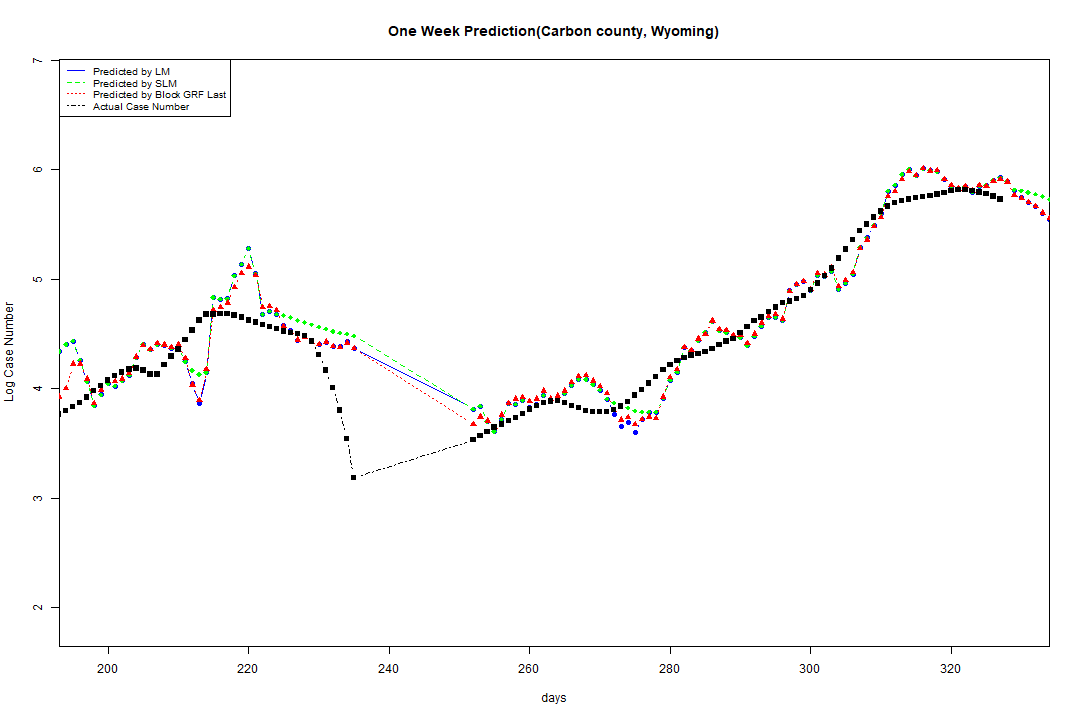 One Week Prediction(Carbon county, Wyoming)
Predicted by LM
Predicted by SLM
Predicted by Block GRF Last
Actual Case Number
7
6
5
4
3
2
Log Case Number
200 220 240 260 280 300 320
days